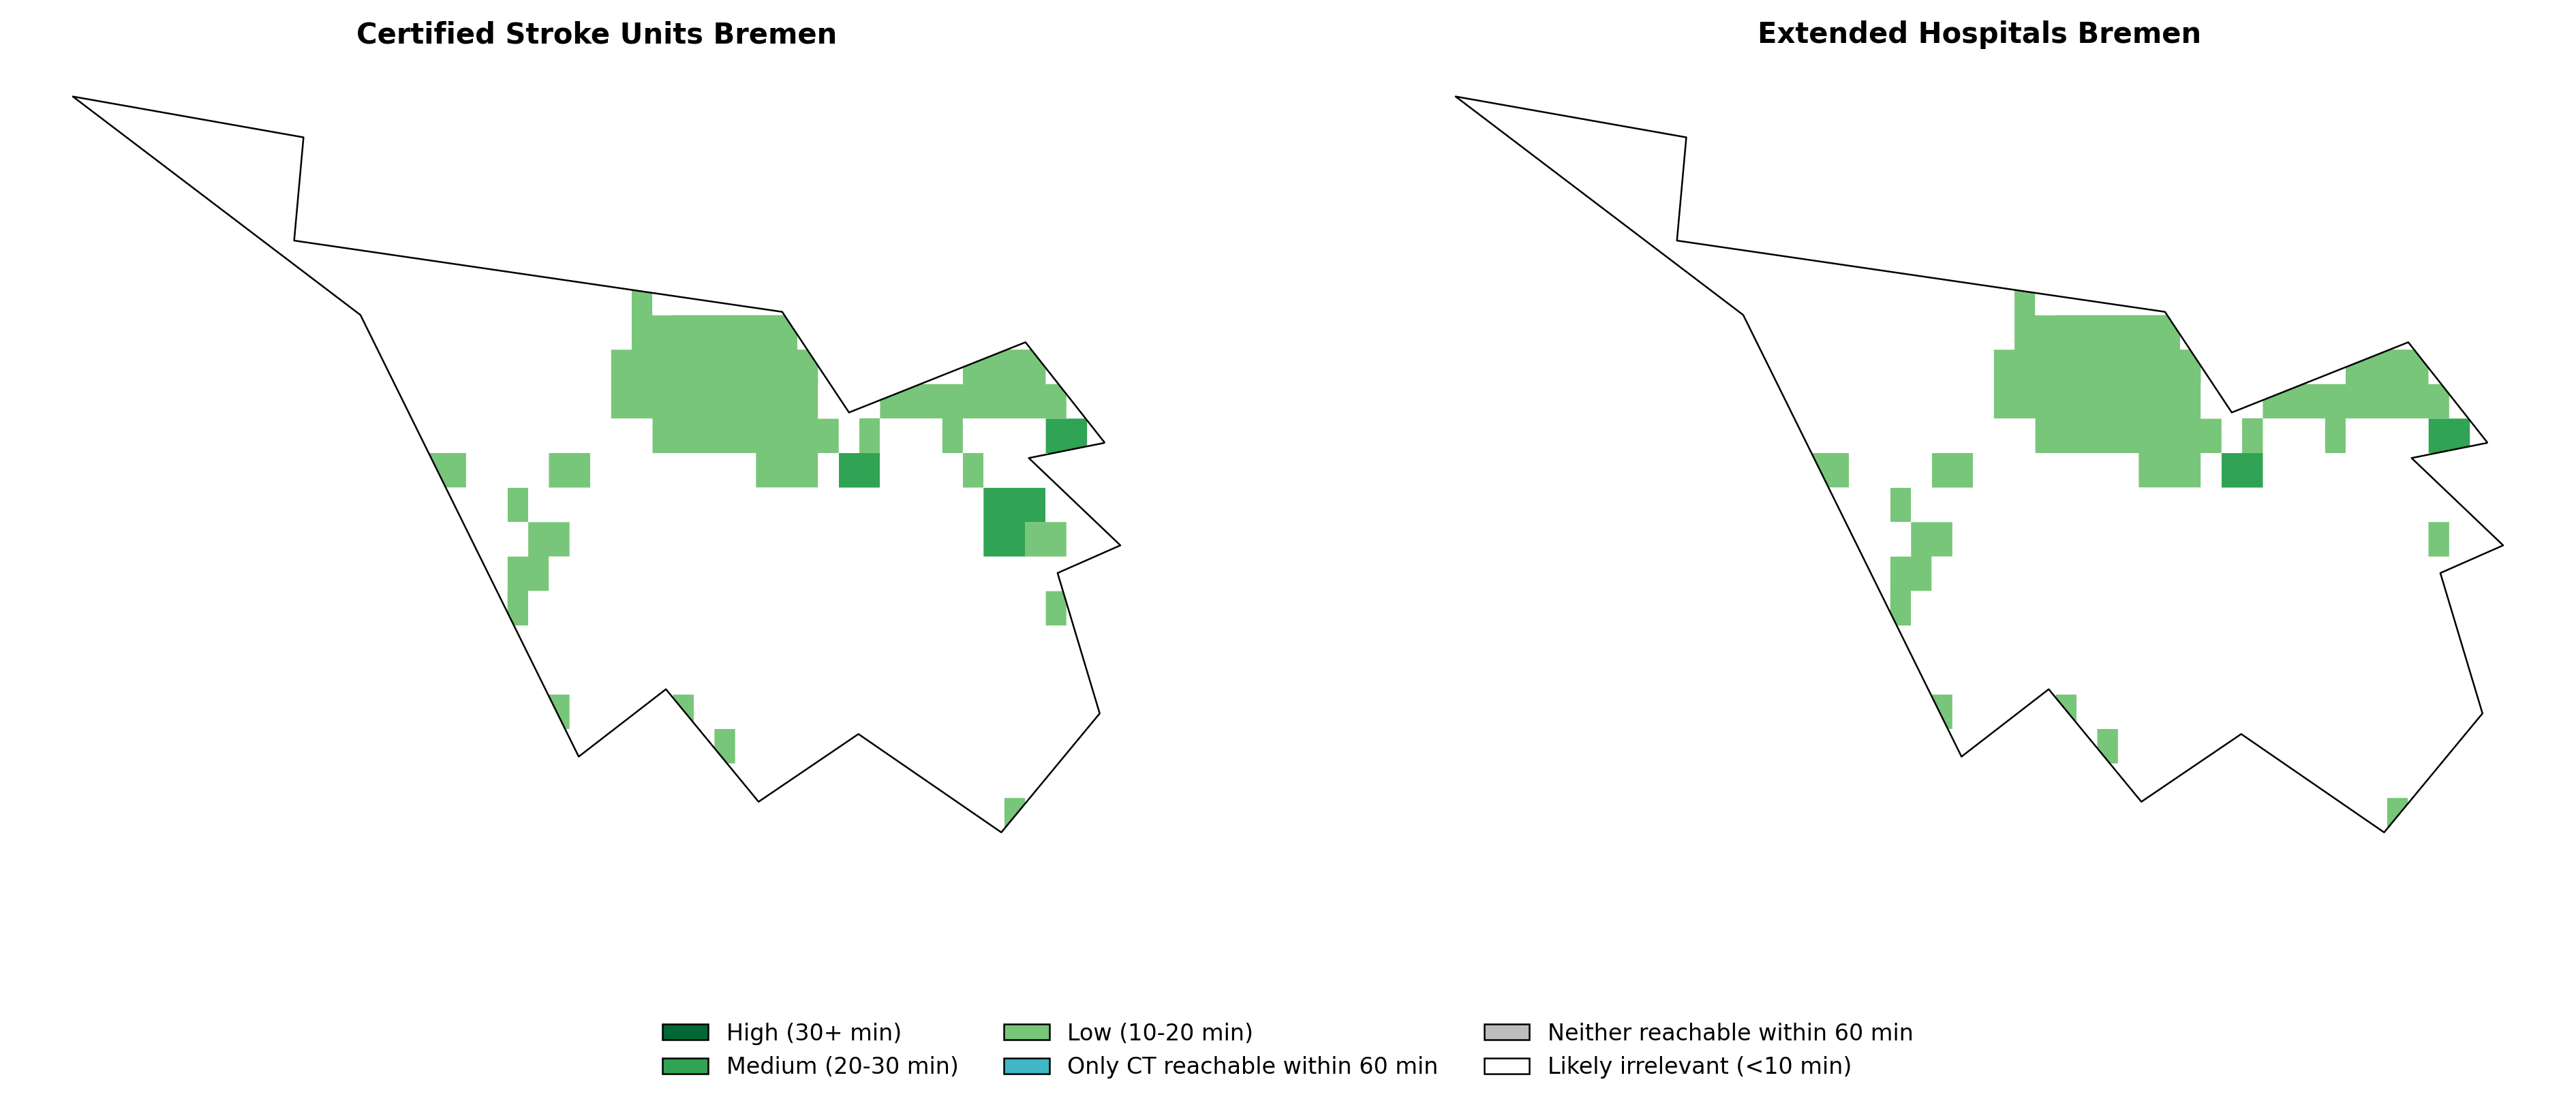 Certified Stroke Units Bremen
Extended Hospitals Bremen
High (30+ min)
Medium (20-30 min)
Low (10-20 min)
Only CT reachable within 60 min
Neither reachable within 60 min
Likely irrelevant (<10 min)